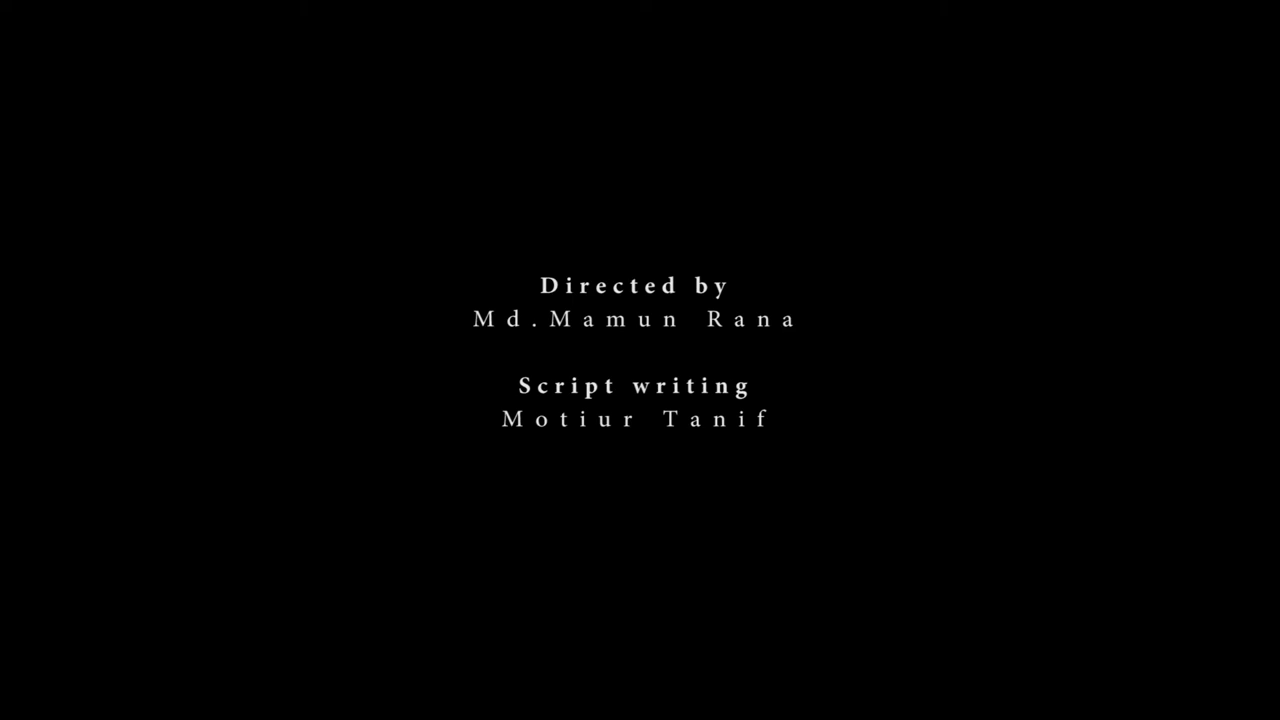 Directed by
Md.Mamun Rana
Script writing
Motiur Tanif